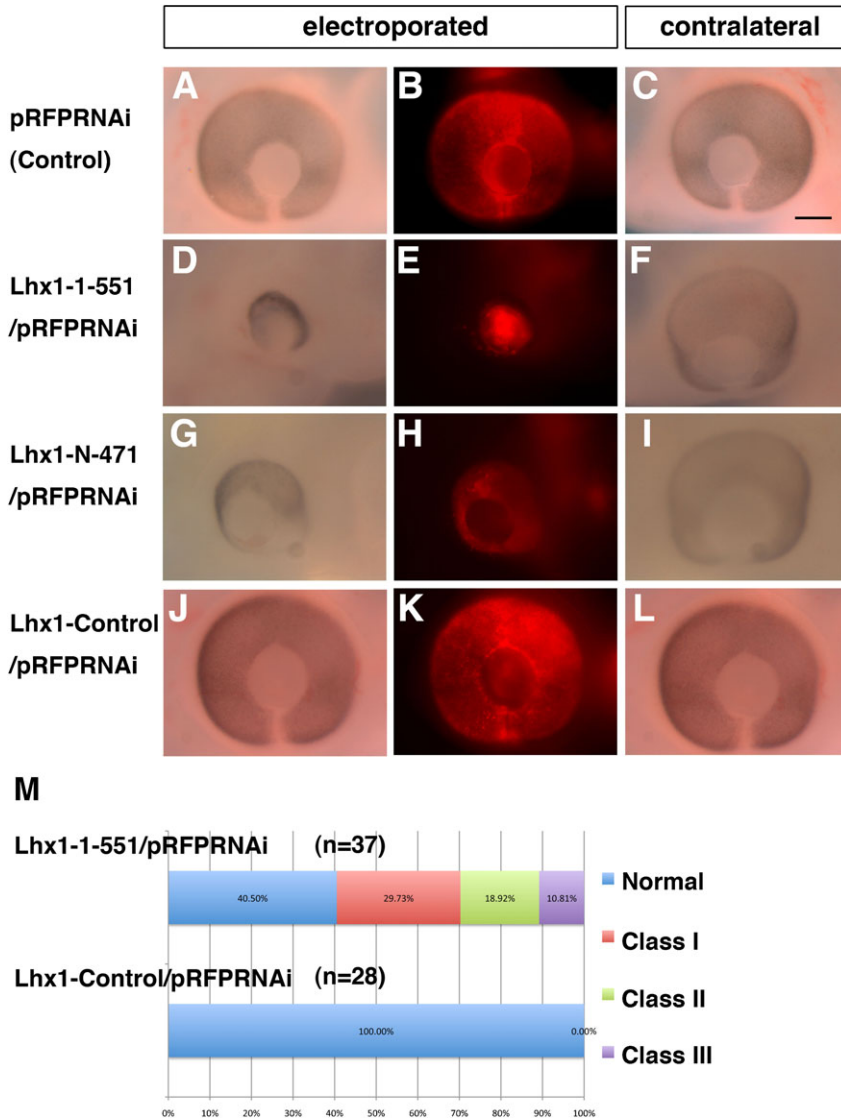 electroporated contralateral
pRFPRNAi
(Control)
A B C
Lhx1-1-551
/pRFPRNAi
D E F
Lhx1-N-471
/pRFPRNAi
G H I
Lhx1-Control
/pRFPRNAi
J K L
M
Lhx1-1-551/pRFPRNAi (n=37)
40.50% 29.73% 18.92% 10.81%
Lhx1-Control/pRFPRNAi (n=28)
100.00% 0.00%
Normal
Class I
Class II
Class III
0% 10% 20% 30% 40% 50% 60% 70% 80% 90% 100%